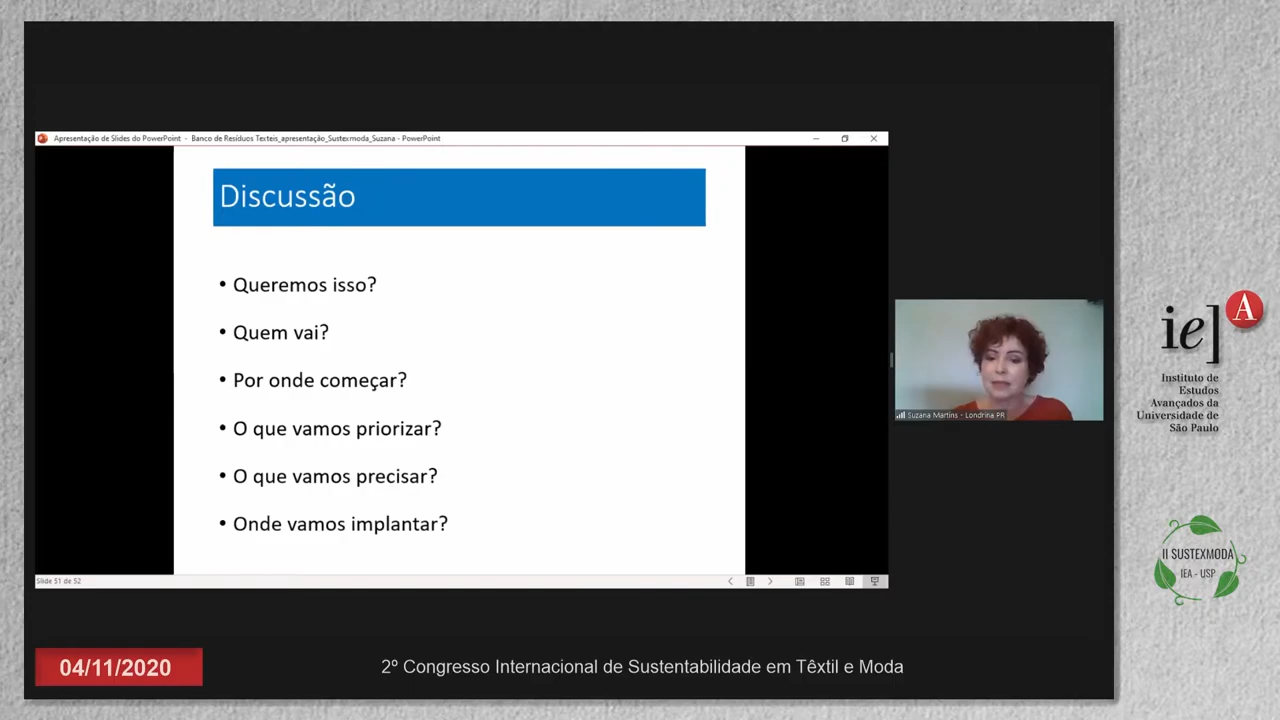 Apresentação de Slides do PowerPoint - Banco de Resíduos Texteis_apresentação_Sustexmoda_Suzana - PowerPoint
Discussão
• Queremos isso?
• Quem vai?
• Por onde começar?
• O que vamos priorizar?
• O que vamos precisar?
• Onde vamos implantar?
Slide 51 de 52
Suzana Martins - Londrina PR
iea
Instituto de
Estudos
Avançados da
Universidade de
São Paulo
II SUSTEXMODA
IEA - USP
04/11/2020
2º Congresso Internacional de Sustentabilidade em Têxtil e Moda